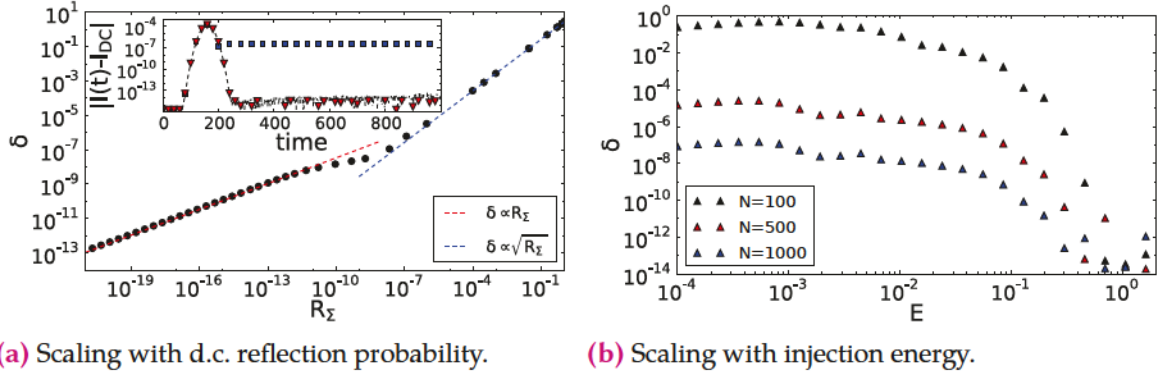 10^1
10^-1
10^-3
10^-5
10^-7
10^-9
10^-11
10^-13
δ
|I(t)-I_DC|
10^-4
10^-7
10^-10
10^-13
0 200 400 600 800
time
δ ∝R_Σ
δ ∝√R_Σ
10^-19 10^-16 10^-13 10^-10 10^-7 10^-4 10^-1
R_Σ
(a) Scaling with d.c. reflection probability.
10^0
10^-2
10^-4
10^-6
10^-8
10^-10
10^-12
10^-14
δ
N=100
N=500
N=1000
10^-4 10^-3 10^-2 10^-1 10^0
E
(b) Scaling with injection energy.